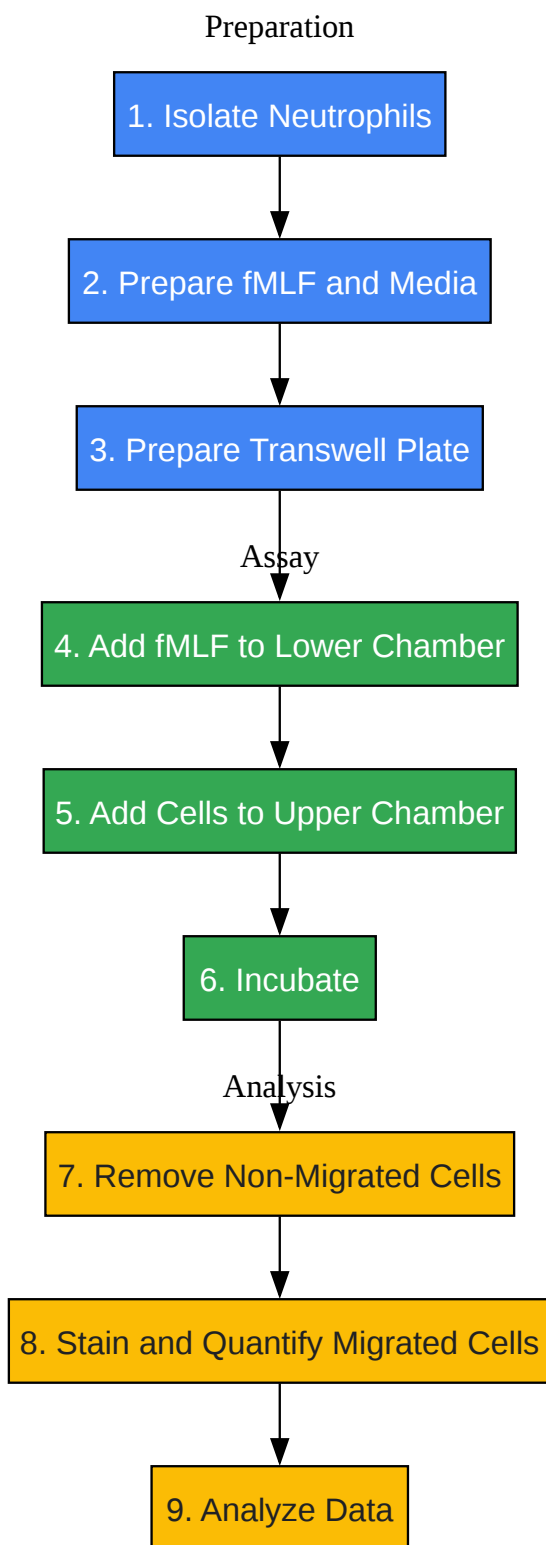 Preparation
1. Isolate Neutrophils
2. Prepare fMLF and Media
3. Prepare Transwell Plate
Assay
4. Add fMLF to Lower Chamber
5. Add Cells to Upper Chamber
6. Incubate
Analysis
7. Remove Non-Migrated Cells
8. Stain and Quantify Migrated Cells
9. Analyze Data